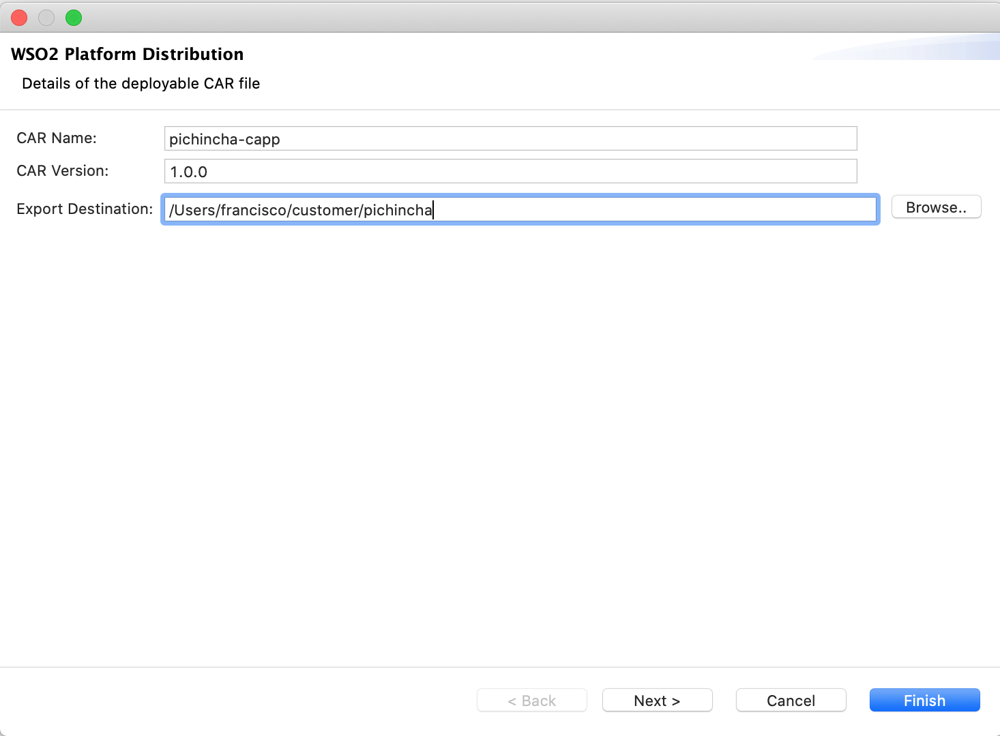 WSO2 Platform Distribution
Details of the deployable CAR file
CAR Name: pichincha-capp
CAR Version: 1.0.0
Export Destination: /Users/francisco/customer/pichincha Browse..
< Back Next > Cancel Finish